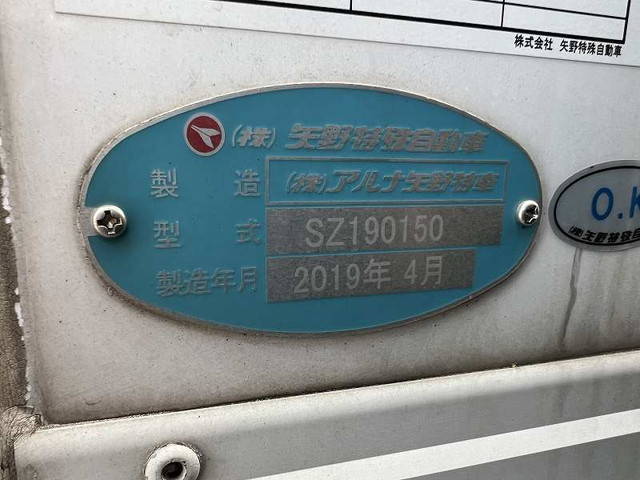 株式会社 矢野特殊自動車
(株)矢野特殊自動車
製造 (株)アルナ矢野特車
型式 SZ190150
製造年月 2019年 4月
O.K
(株)矢野特殊自動車